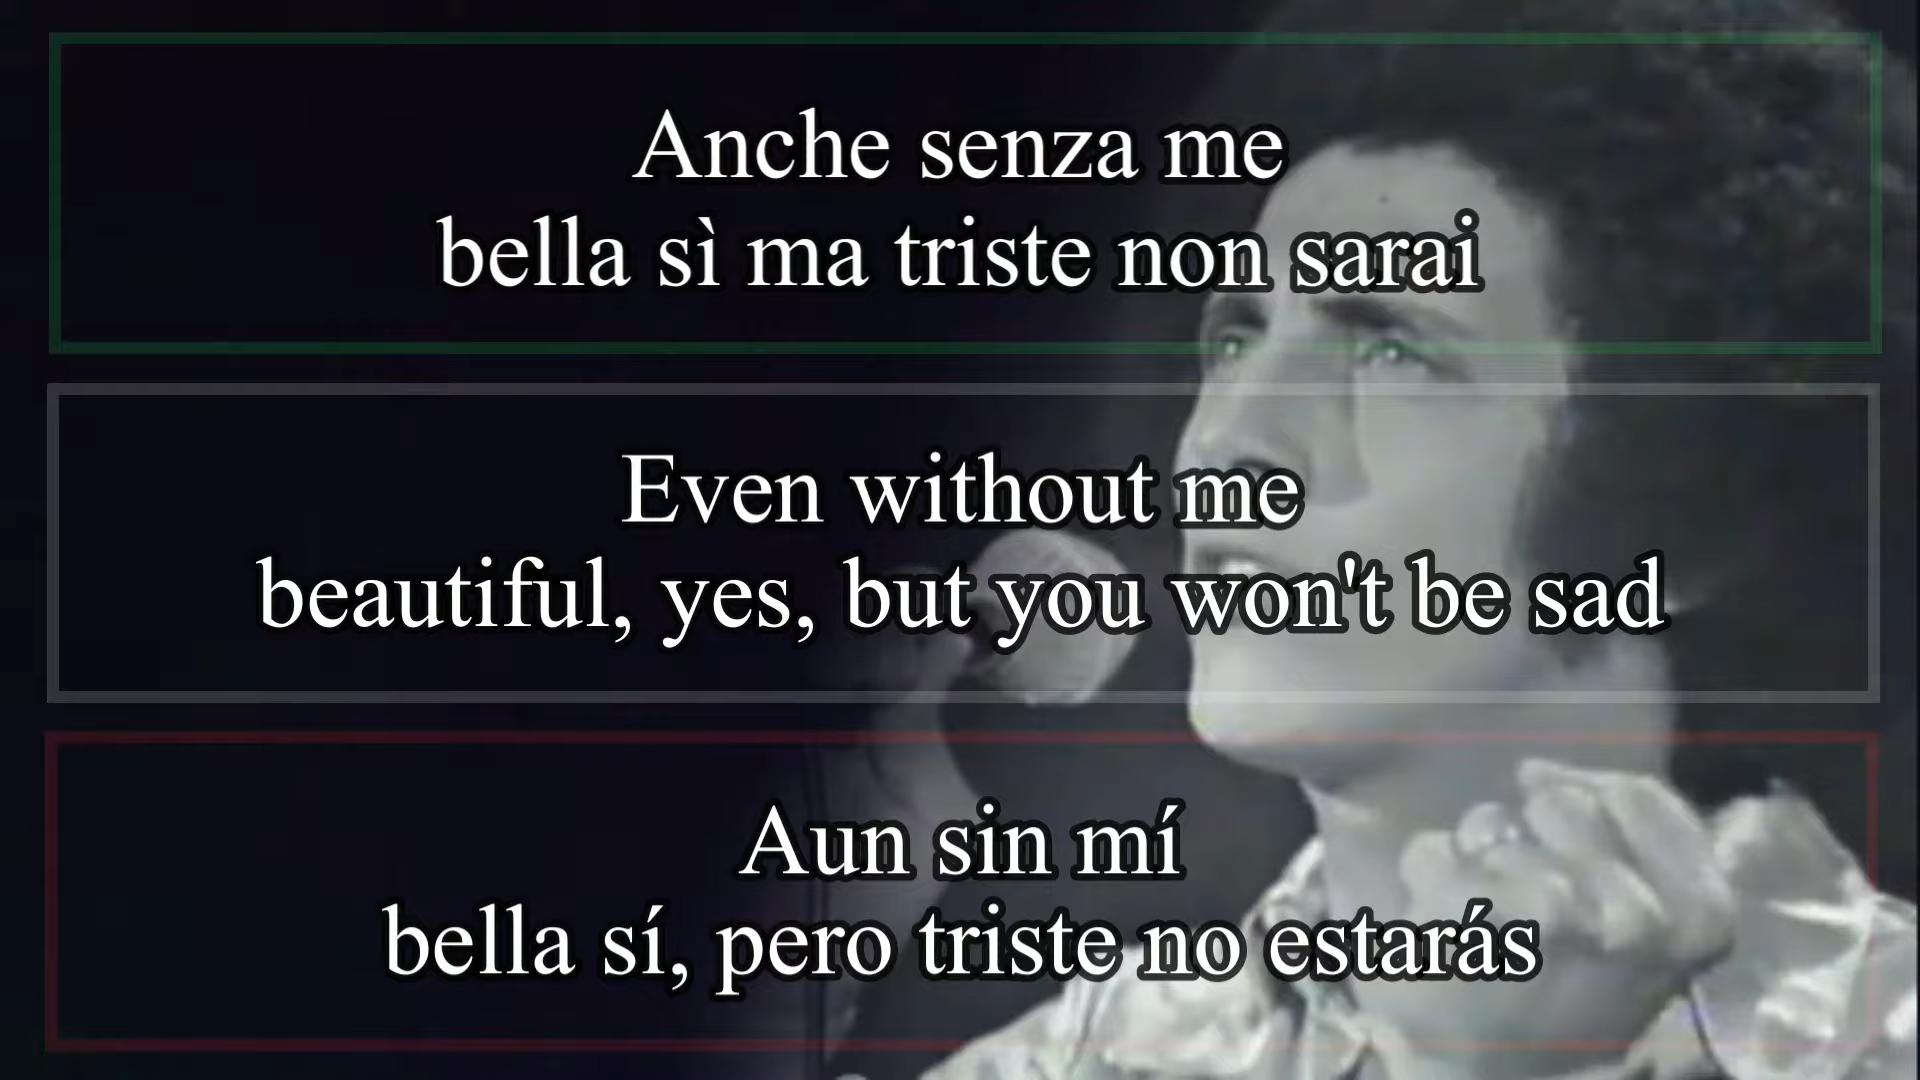 Anche senza me
bella sì ma triste non sarai
Even without me
beautiful, yes, but you won't be sad
Aun sin mí
bella sí, pero triste no estarás